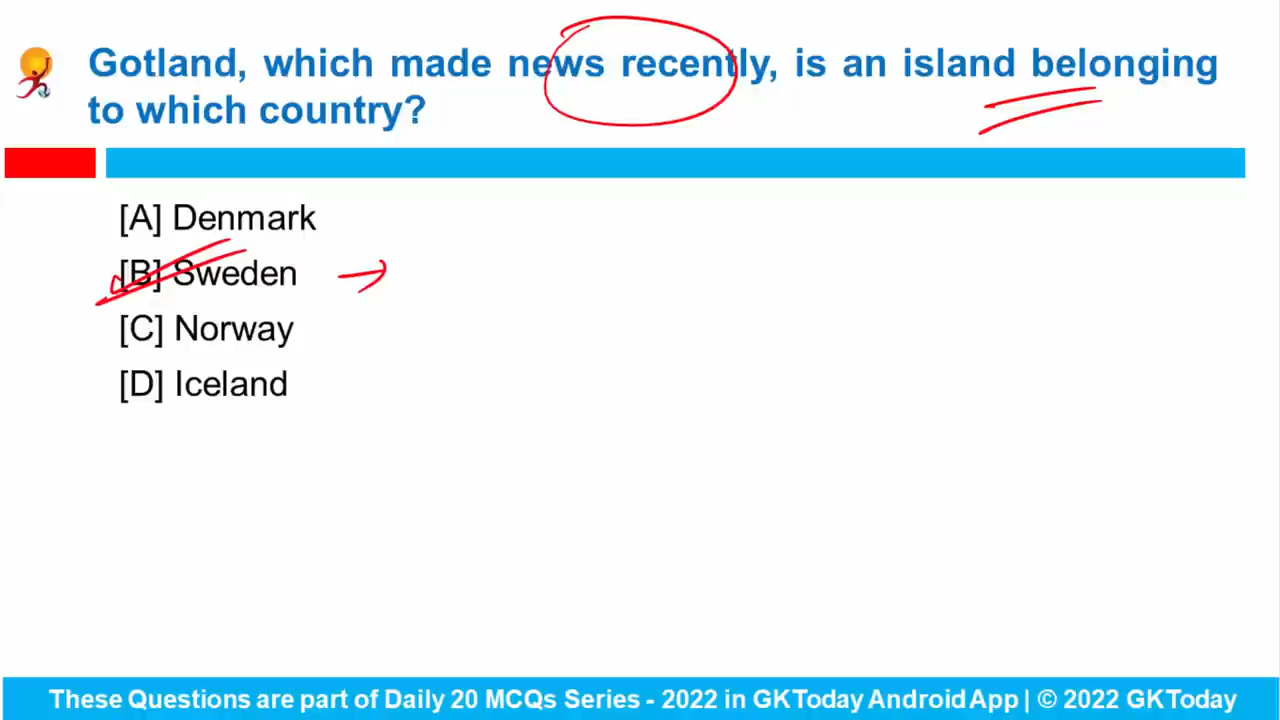 Gotland, which made news recently, is an island belonging
to which country?
[A] Denmark
[B] Sweden
[C] Norway
[D] Iceland
These Questions are part of Daily 20 MCQs Series - 2022 in GKToday Android App | © 2022 GKToday